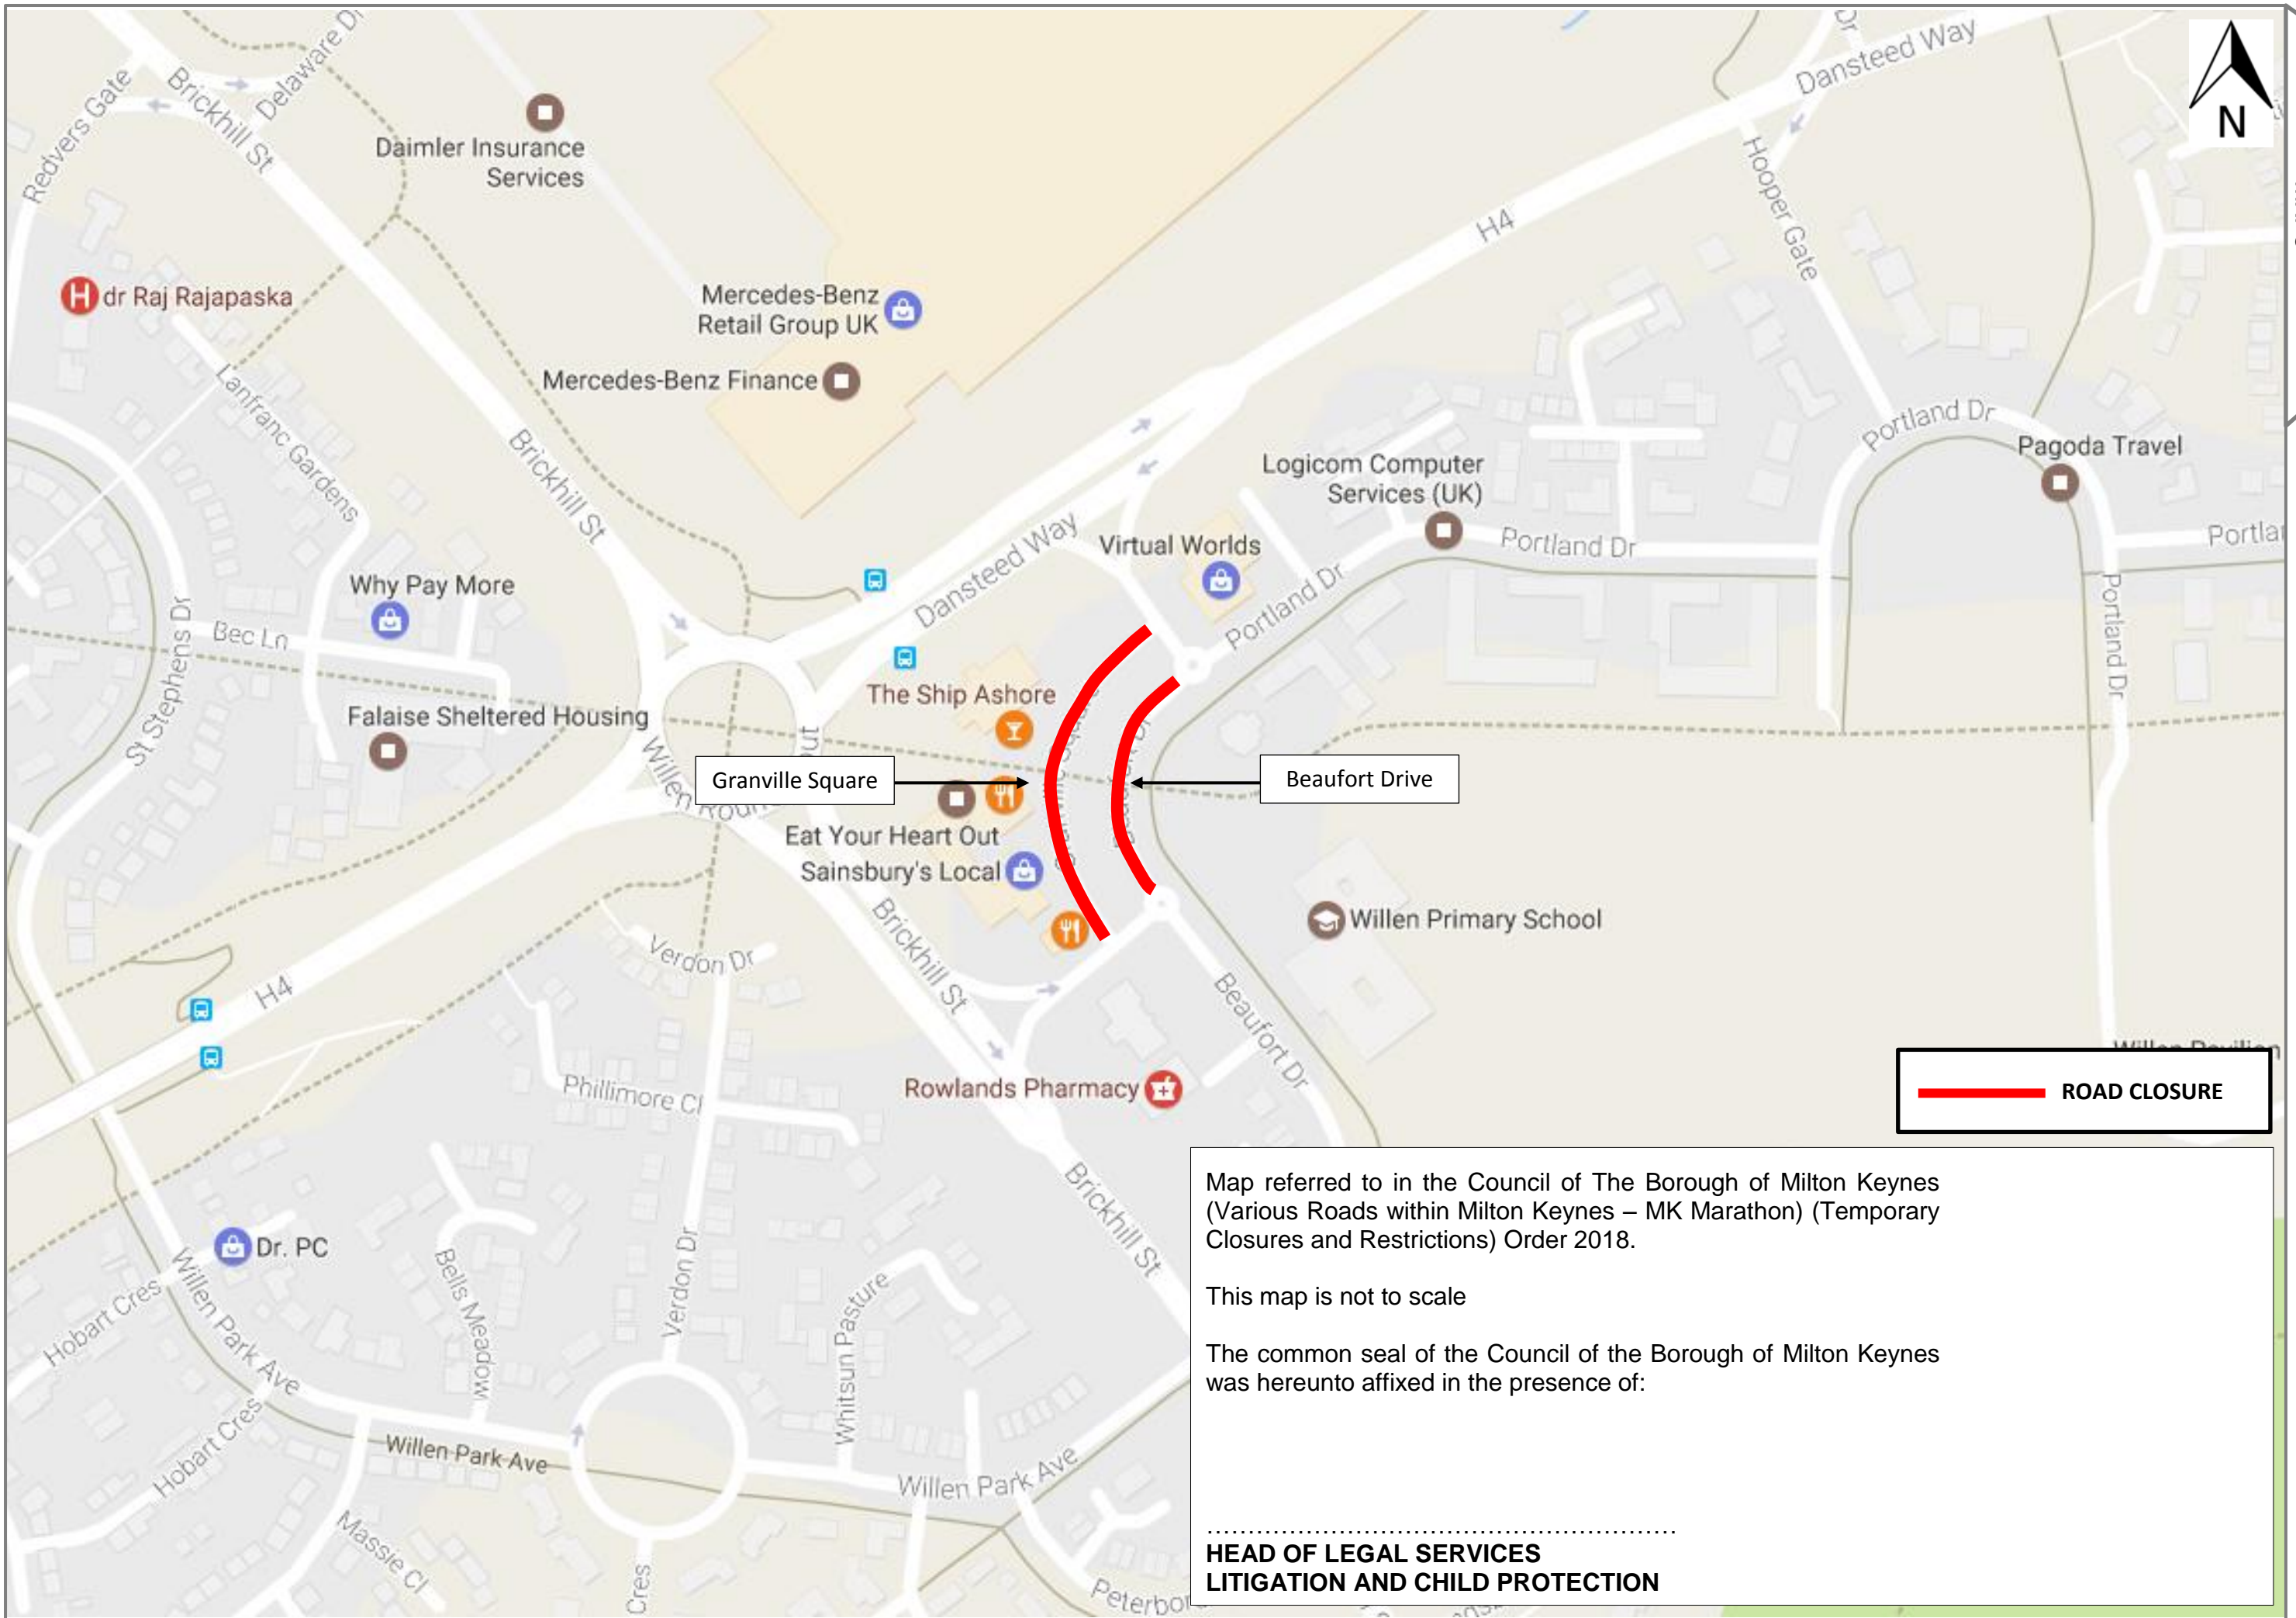 Delaware Dr
Redvers Gate
Brickhill St
Dansteed Way
N
Daimler Insurance
Services
Hooper Gate
H4
dr Raj Rajapaska
Mercedes-Benz
Retail Group UK
Mercedes-Benz Finance
Lanfranc Gardens
Brickhill St
Portland Dr
Pagoda Travel
Logicom Computer
Services (UK)
Dansteed Way
Virtual Worlds
Portland Dr
Portland Dr
Why Pay More
Bec Ln
St Stephens Dr
Portland Dr
The Ship Ashore
Falaise Sheltered Housing
Granville Square
Beaufort Drive
Eat Your Heart Out
Sainsbury's Local
Willen Primary School
Brickhill St
Verdon Dr
H4
Beaufort Dr
Phillimore Cl
Rowlands Pharmacy
ROAD CLOSURE
Dr. PC
Hobart Cres
Willen Park Ave
Bells Meadow
Verdon Dr
Whitsun Pasture
Brickhill St
Hobart Cres
Willen Park Ave
Willen Park Ave
Massie Cl
Cres
Map referred to in the Council of The Borough of Milton Keynes
(Various Roads within Milton Keynes – MK Marathon) (Temporary
Closures and Restrictions) Order 2018.
This map is not to scale
The common seal of the Council of the Borough of Milton Keynes
was hereunto affixed in the presence of:
HEAD OF LEGAL SERVICES
LITIGATION AND CHILD PROTECTION